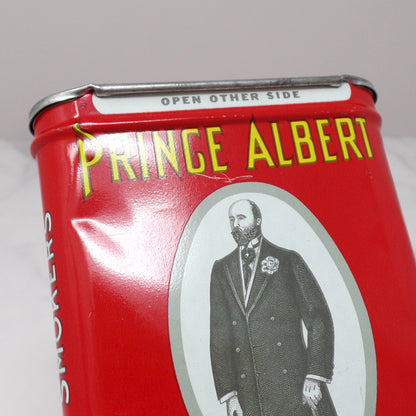 OPEN OTHER SIDE
PRINCE ALBERT
SMOKERS